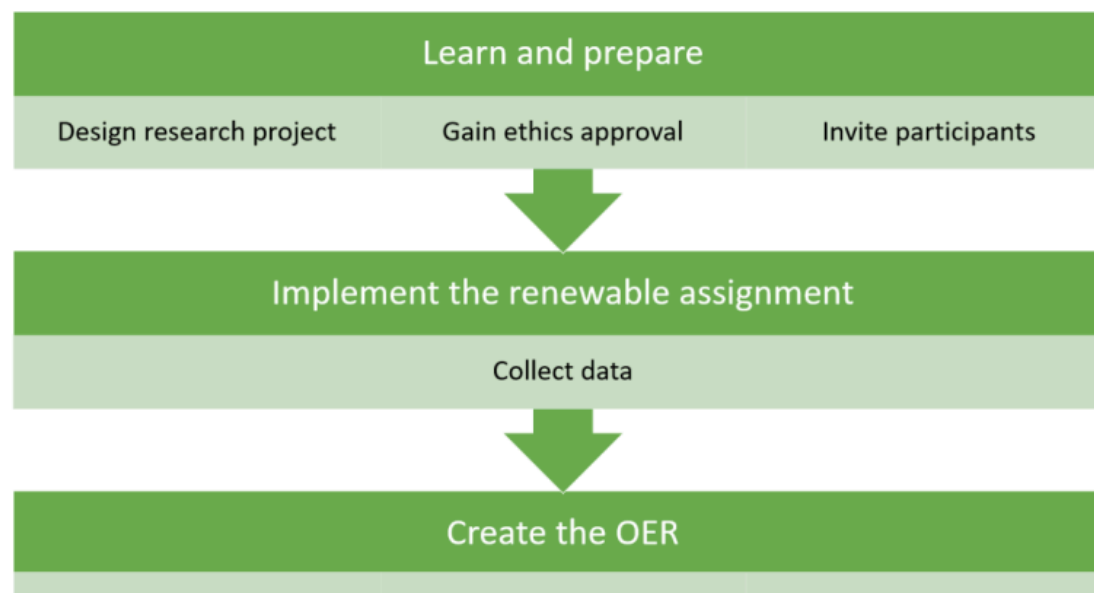 Learn and prepare
Design research project Gain ethics approval Invite participants
Implement the renewable assignment
Collect data
Create the OER